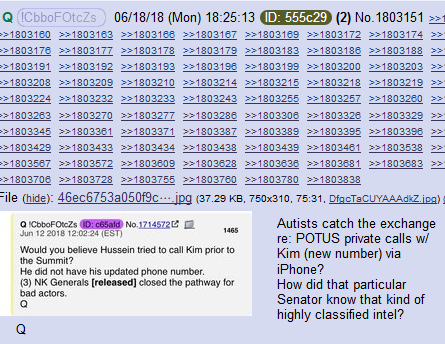 Q !CbboFOtcZs 06/18/18 (Mon) 18:25:13 ID: 555c29 (2) No.1803151
>>1803160 >>1803163 >>1803166 >>1803167 >>1803169 >>1803172 >>1803174
>>1803176 >>1803177 >>1803178 >>1803179 >>1803183 >>1803186 >>1803188
>>1803190 >>1803191 >>1803193 >>1803196 >>1803199 >>1803200 >>1803203
>>1803208 >>1803209 >>1803210 >>1803214 >>1803215 >>1803218 >>1803219
>>1803224 >>1803232 >>1803233 >>1803243 >>1803255 >>1803257 >>1803260
>>1803263 >>1803270 >>1803277 >>1803286 >>1803306 >>1803326 >>1803329
>>1803345 >>1803361 >>1803371 >>1803387 >>1803389 >>1803395 >>1803396
>>1803429 >>1803433 >>1803434 >>1803438 >>1803439 >>1803461 >>1803538
>>1803567 >>1803572 >>1803609 >>1803628 >>1803636 >>1803681 >>1803683
>>1803706 >>1803728 >>1803755 >>1803760 >>1803780 >>1803838
File (hide): 46ec6753a050f9c⋯.jpg (37.29 KB, 750x310, 75:31, DfgcTaCUYAAAdkZ.jpg)
Q !CbboFOtcZs ID: c65afd No.1714572 1465
Jun 12 2018 12:02:24 (EST)
Would you believe Hussein tried to call Kim prior to
the Summit?
He did not have his updated phone number.
(3) NK Generals [released] closed the pathway for
bad actors.
Q
Autists catch the exchange
re: POTUS private calls w/
Kim (new number) via
iPhone?
How did that particular
Senator know that kind of
highly classified intel?
Q